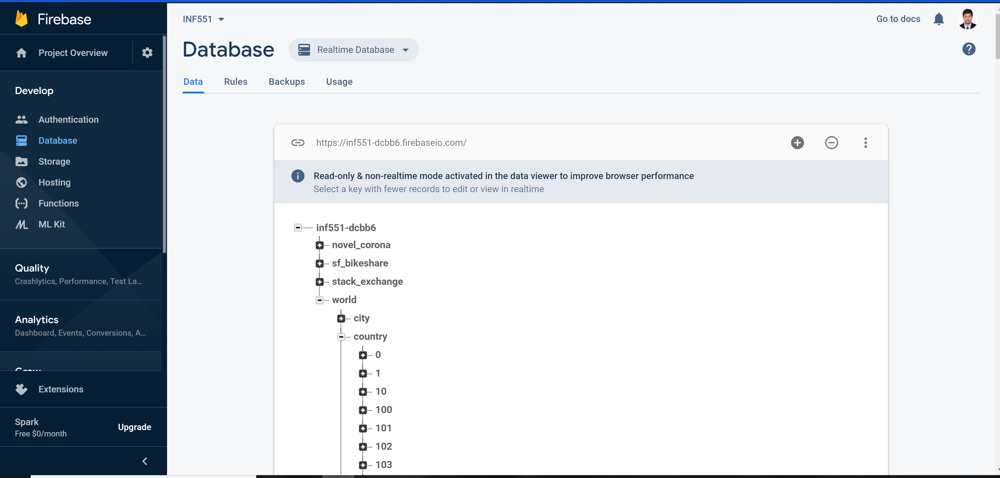 Firebase
Project Overview
Develop
Authentication
Database
Storage
Hosting
Functions
ML Kit
Quality
Crashlytics, Performance, Test La...
Analytics
Dashboard, Events, Conversions, A...
Grow
Extensions
Spark
Free $0/month
Upgrade
INF551
Go to docs
Database
Realtime Database
Data Rules Backups Usage
https://inf551-dcbb6.firebaseio.com/
Read-only & non-realtime mode activated in the data viewer to improve browser performance
Select a key with fewer records to edit or view in realtime
inf551-dcbb6
novel_corona
sf_bikeshare
stack_exchange
world
city
country
0
1
10
100
101
102
103